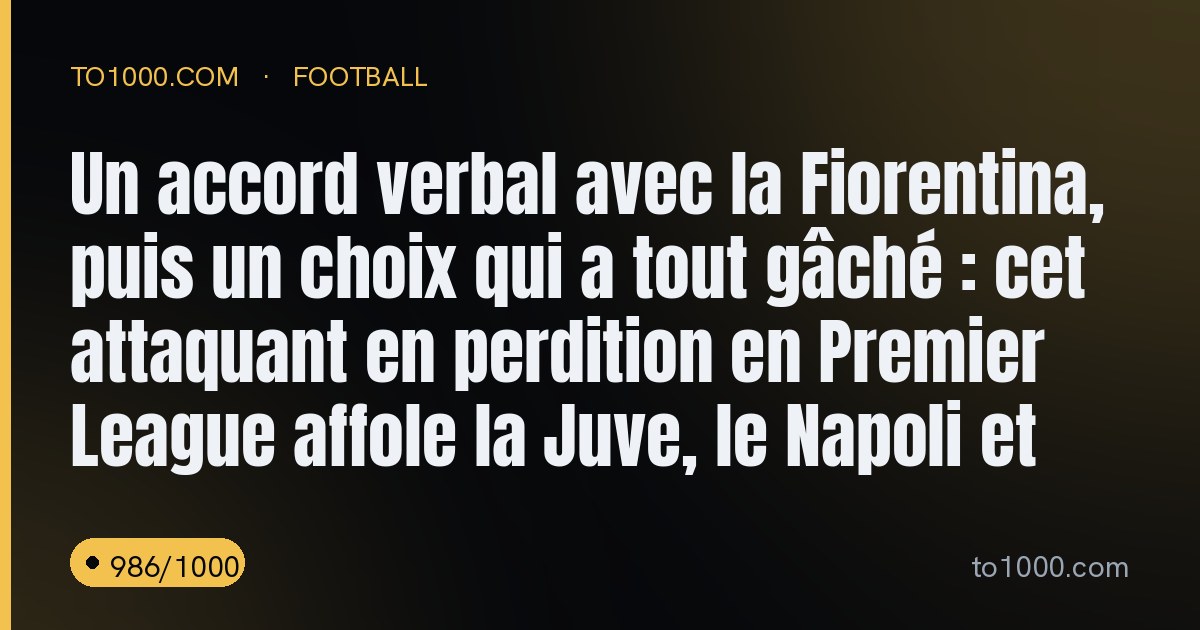 TO1000.COM · FOOTBALL
Un accord verbal avec la Fiorentina,
puis un choix qui a tout gâché : cet
attaquant en perdition en Premier
League affole la Juve, le Napoli et
986/1000
to1000.com